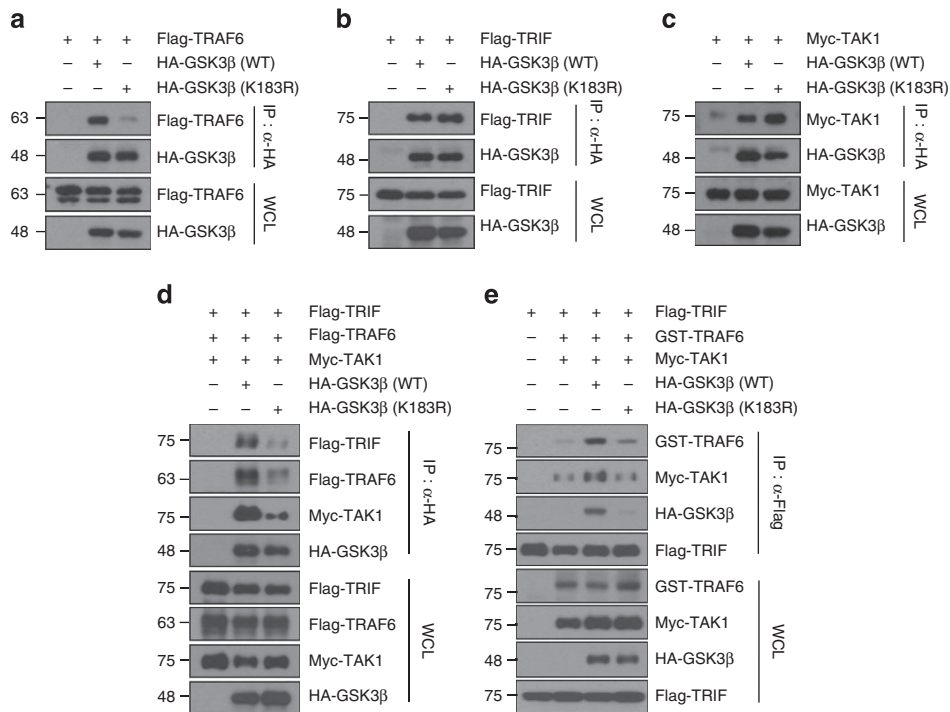 a
+ + + Flag-TRAF6
– + – HA-GSK3β (WT)
– – + HA-GSK3β (K183R)
63 Flag-TRAF6
48 HA-GSK3β
IP : α-HA
63 Flag-TRAF6
48 HA-GSK3β
WCL
b
+ + + Flag-TRIF
– + – HA-GSK3β (WT)
– – + HA-GSK3β (K183R)
75 Flag-TRIF
48 HA-GSK3β
IP : α-HA
75 Flag-TRIF
48 HA-GSK3β
WCL
c
+ + + Myc-TAK1
– + – HA-GSK3β (WT)
– – + HA-GSK3β (K183R)
75 Myc-TAK1
48 HA-GSK3β
IP : α-HA
75 Myc-TAK1
48 HA-GSK3β
WCL
d
+ + + Flag-TRIF
+ + + Flag-TRAF6
+ + + Myc-TAK1
– + – HA-GSK3β (WT)
– – + HA-GSK3β (K183R)
75 Flag-TRIF
63 Flag-TRAF6
75 Myc-TAK1
48 HA-GSK3β
IP : α-HA
75 Flag-TRIF
63 Flag-TRAF6
75 Myc-TAK1
48 HA-GSK3β
WCL
e
+ + + + Flag-TRIF
– + + + GST-TRAF6
– + + + Myc-TAK1
– – + – HA-GSK3β (WT)
– – – + HA-GSK3β (K183R)
75 GST-TRAF6
75 Myc-TAK1
48 HA-GSK3β
75 Flag-TRIF
IP : α-Flag
75 GST-TRAF6
75 Myc-TAK1
48 HA-GSK3β
75 Flag-TRIF
WCL